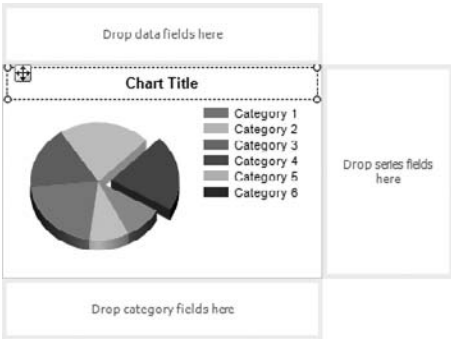 Drop data fields here
Chart Title
Category 1
Category 2
Category 3
Category 4
Category 5
Category 6
Drop series fields
here
Drop category fields here